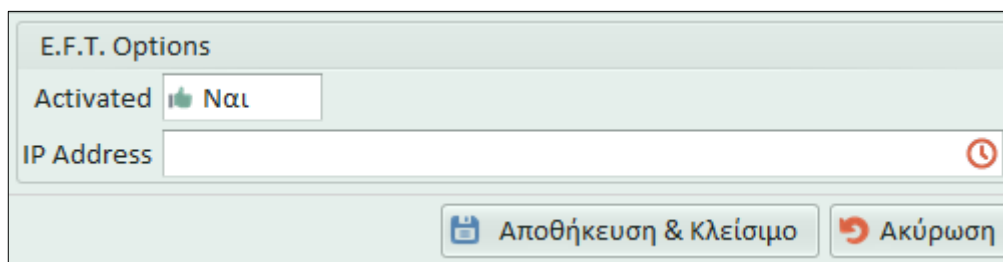 E.F.T. Options
Activated Ναι
IP Address
Αποθήκευση & Κλείσιμο Ακύρωση